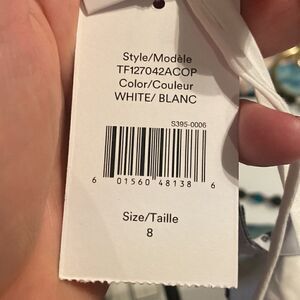 Style/Modèle
TF127042ACOP
Color/Couleur
WHITE/ BLANC
S395-0006
6 01560 48138 6
Size/Taille
8